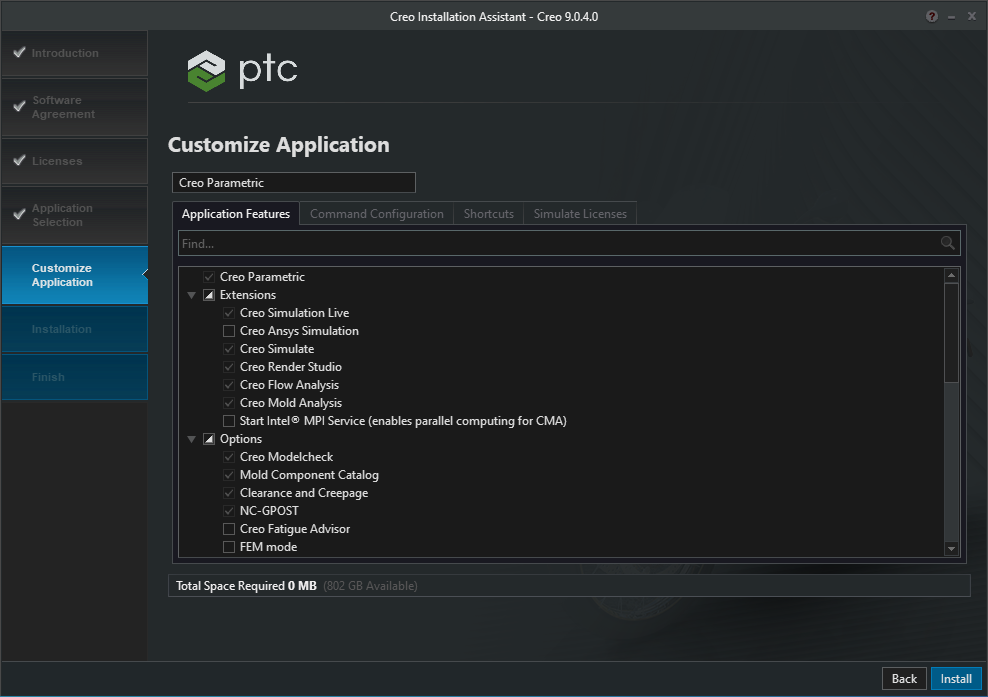 Creo Installation Assistant - Creo 9.0.4.0
Introduction
Software
Agreement
Licenses
Application
Selection
Customize
Application
Installation
Finish
ptc
Customize Application
Creo Parametric
Application Features
Command Configuration
Shortcuts
Simulate Licenses
Find...
Creo Parametric
Extensions
Creo Simulation Live
Creo Ansys Simulation
Creo Simulate
Creo Render Studio
Creo Flow Analysis
Creo Mold Analysis
Start Intel® MPI Service (enables parallel computing for CMA)
Options
Creo Modelcheck
Mold Component Catalog
Clearance and Creepage
NC-GPOST
Creo Fatigue Advisor
FEM mode
Total Space Required 0 MB (802 GB Available)
Back
Install